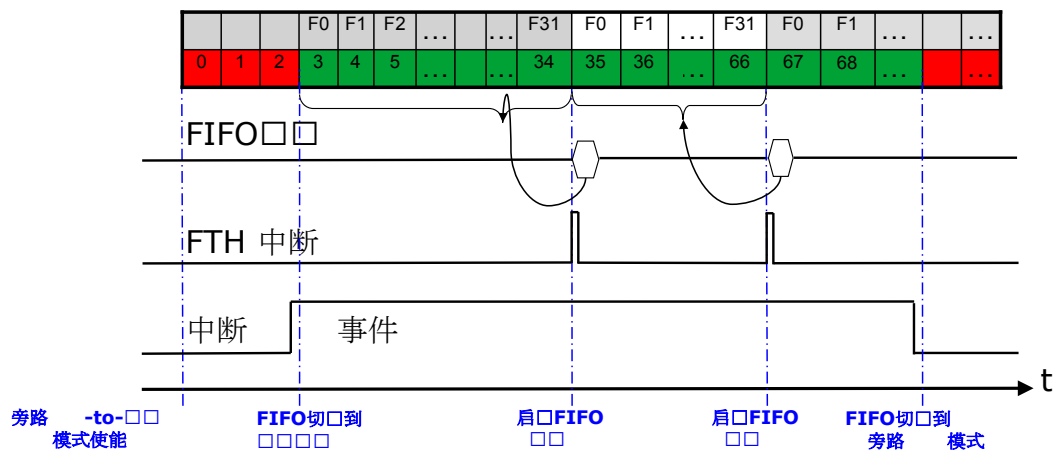 F0 F1 F2 ... ... F31 F0 F1 ... F31 F0 F1 ... ...
0 1 2 3 4 5 ... ... 34 35 36 ... 66 67 68 ... ...
FIFO□□
FTH 中断
中断 事件
t
旁路 -to-□□
模式使能
FIFO切□到
□□□□
启□FIFO
□□
启□FIFO
□□
FIFO切□到
旁路 模式